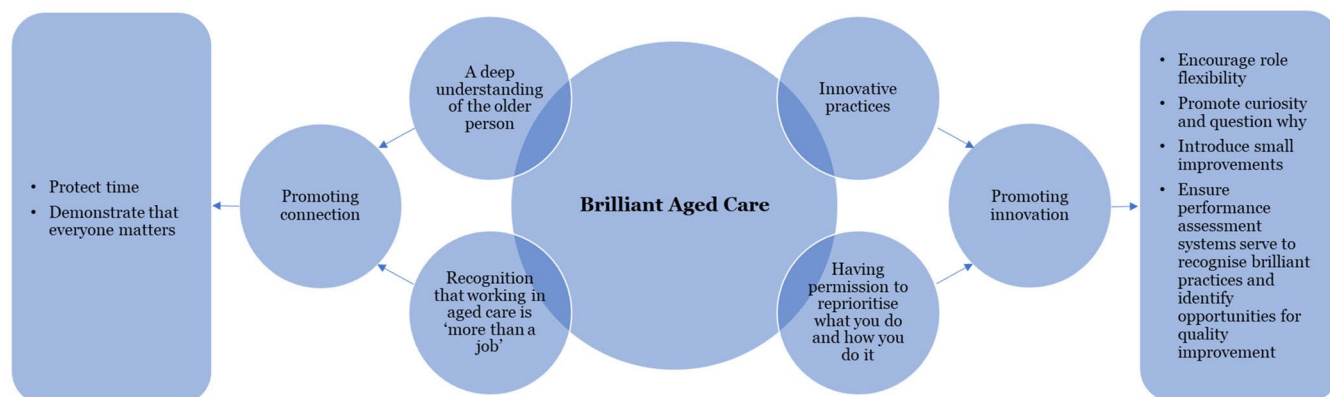 • Protect time
• Demonstrate that
everyone matters
Promoting
connection
A deep
understanding
of the older
person
Recognition
that working in
aged care is
‘more than a
job’
Brilliant Aged Care
Innovative
practices
Having
permission to
reprioritise
what you do
and how you
do it
Promoting
innovation
• Encourage role
flexibility
• Promote curiosity
and question why
• Introduce small
improvements
• Ensure
performance
assessment
systems serve to
recognise brilliant
practices and
identify
opportunities for
quality
improvement